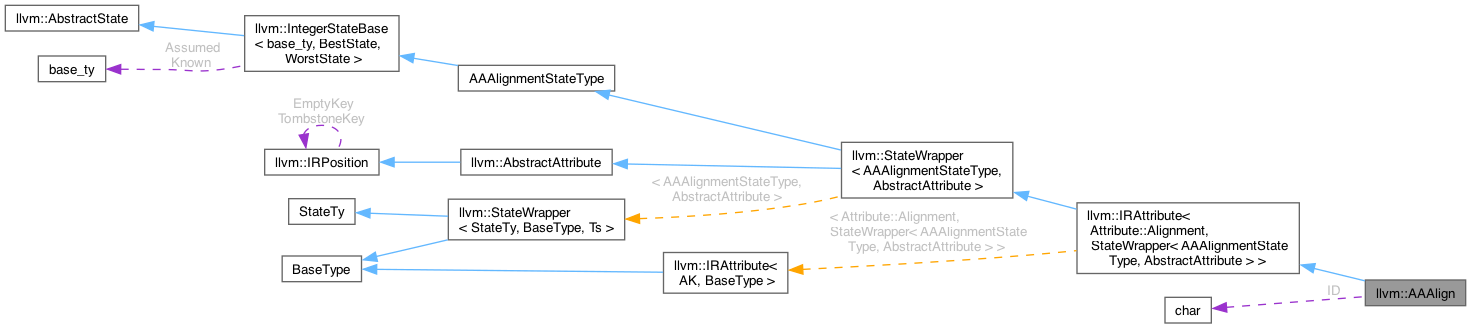 llvm::AbstractState
llvm::IntegerStateBase
< base_ty, BestState,
WorstState >
Assumed
Known
base_ty
AAAlignmentStateType
EmptyKey
TombstoneKey
llvm::IRPosition
llvm::AbstractAttribute
llvm::StateWrapper
< AAAlignmentStateType,
AbstractAttribute >
< AAAlignmentStateType,
AbstractAttribute >
StateTy
llvm::StateWrapper
< StateTy, BaseType, Ts >
< Attribute::Alignment,
StateWrapper< AAAlignmentState
Type, AbstractAttribute > >
llvm::IRAttribute<
Attribute::Alignment,
StateWrapper< AAAlignmentState
Type, AbstractAttribute > >
BaseType
llvm::IRAttribute<
AK, BaseType >
llvm::AAAlign
ID
char